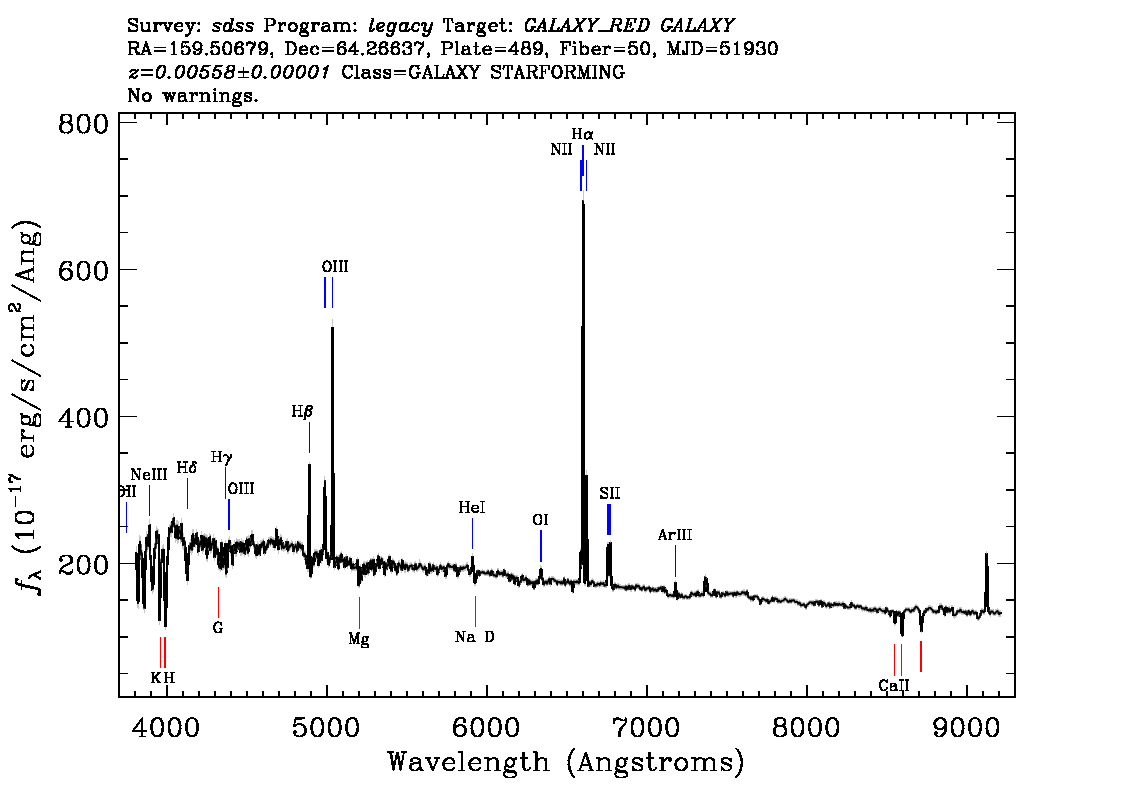 Survey: sdss Program: legacy Target: GALAXY_RED GALAXY
RA=159.50679, Dec=64.26637, Plate=489, Fiber=50, MJD=51930
z=0.00558±0.00001 Class=GALAXY STARFORMING
No warnings.
800
600
400
200
f_λ (10^−17 erg/s/cm^2/Ang)
Hα
NII NII
OIII
Hβ
Hγ
Hδ
NeIII
OIII
OII
HeI
OI
SII
ArIII
G
Mg
Na D
K H
CaII
4000 5000 6000 7000 8000 9000
Wavelength (Angstroms)